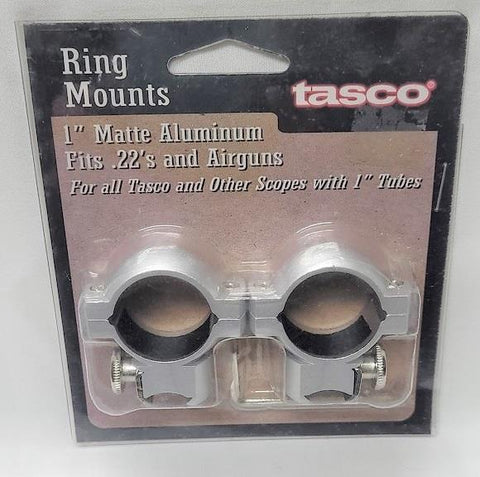 Ring
Mounts
tasco®
1" Matte Aluminum
Fits .22's and Airguns
For all Tasco and Other Scopes with 1" Tubes